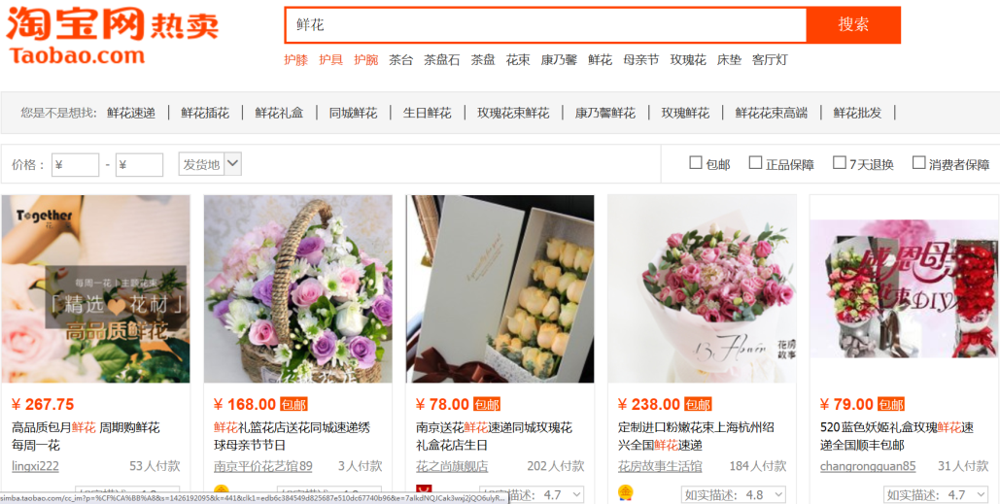 淘宝网热卖
Taobao.com
鲜花
搜索
护膝 护具 护腕 茶台 茶盘石 茶盘 花束 康乃馨 鲜花 母亲节 玫瑰花 床垫 客厅灯
您是不是想找: 鲜花速递 | 鲜花插花 | 鲜花礼盒 | 同城鲜花 | 生日鲜花 | 玫瑰花束鲜花 | 康乃馨鲜花 | 玫瑰鲜花 | 鲜花花束高端 | 鲜花批发 |
价格: ¥ - ¥ 发货地 包邮 正品保障 7天退换 消费者保障
Together
花
每周一花 | 主题花束
「精选 花材」
高品质鲜花
13 Flower 花房故事
感恩母
花束DIY
¥ 267.75
高品质包月鲜花 周期购鲜花
每周一花
lingxi222 53人付款
¥ 168.00 包邮
鲜花礼篮花店送花同城速递绣
球母亲节节日
南京平价花艺馆89 3人付款
¥ 78.00 包邮
南京送花鲜花速递同城玫瑰花
礼盒花店生日
花之尚旗舰店 202人付款
如实描述: 4.7
¥ 238.00 包邮
定制进口粉嫩花束上海杭州绍
兴全国鲜花速递
花房故事生活馆 184人付款
如实描述: 4.8
¥ 79.00 包邮
520蓝色妖姬礼盒玫瑰鲜花速
递全国顺丰包邮
changrongguan85 31人付款
如实描述: 4.7